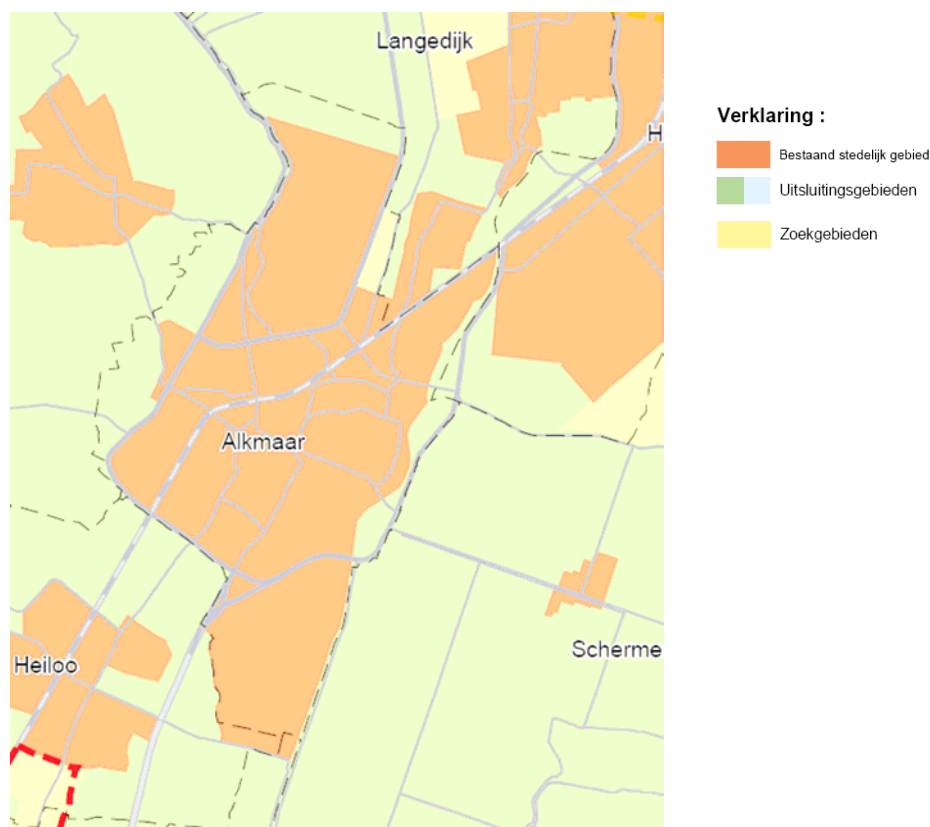 Langedijk
H
Alkmaar
Heiloo
Scherme
Verklaring :
Bestaand stedelijk gebied
Uitsluitingsgebieden
Zoekgebieden